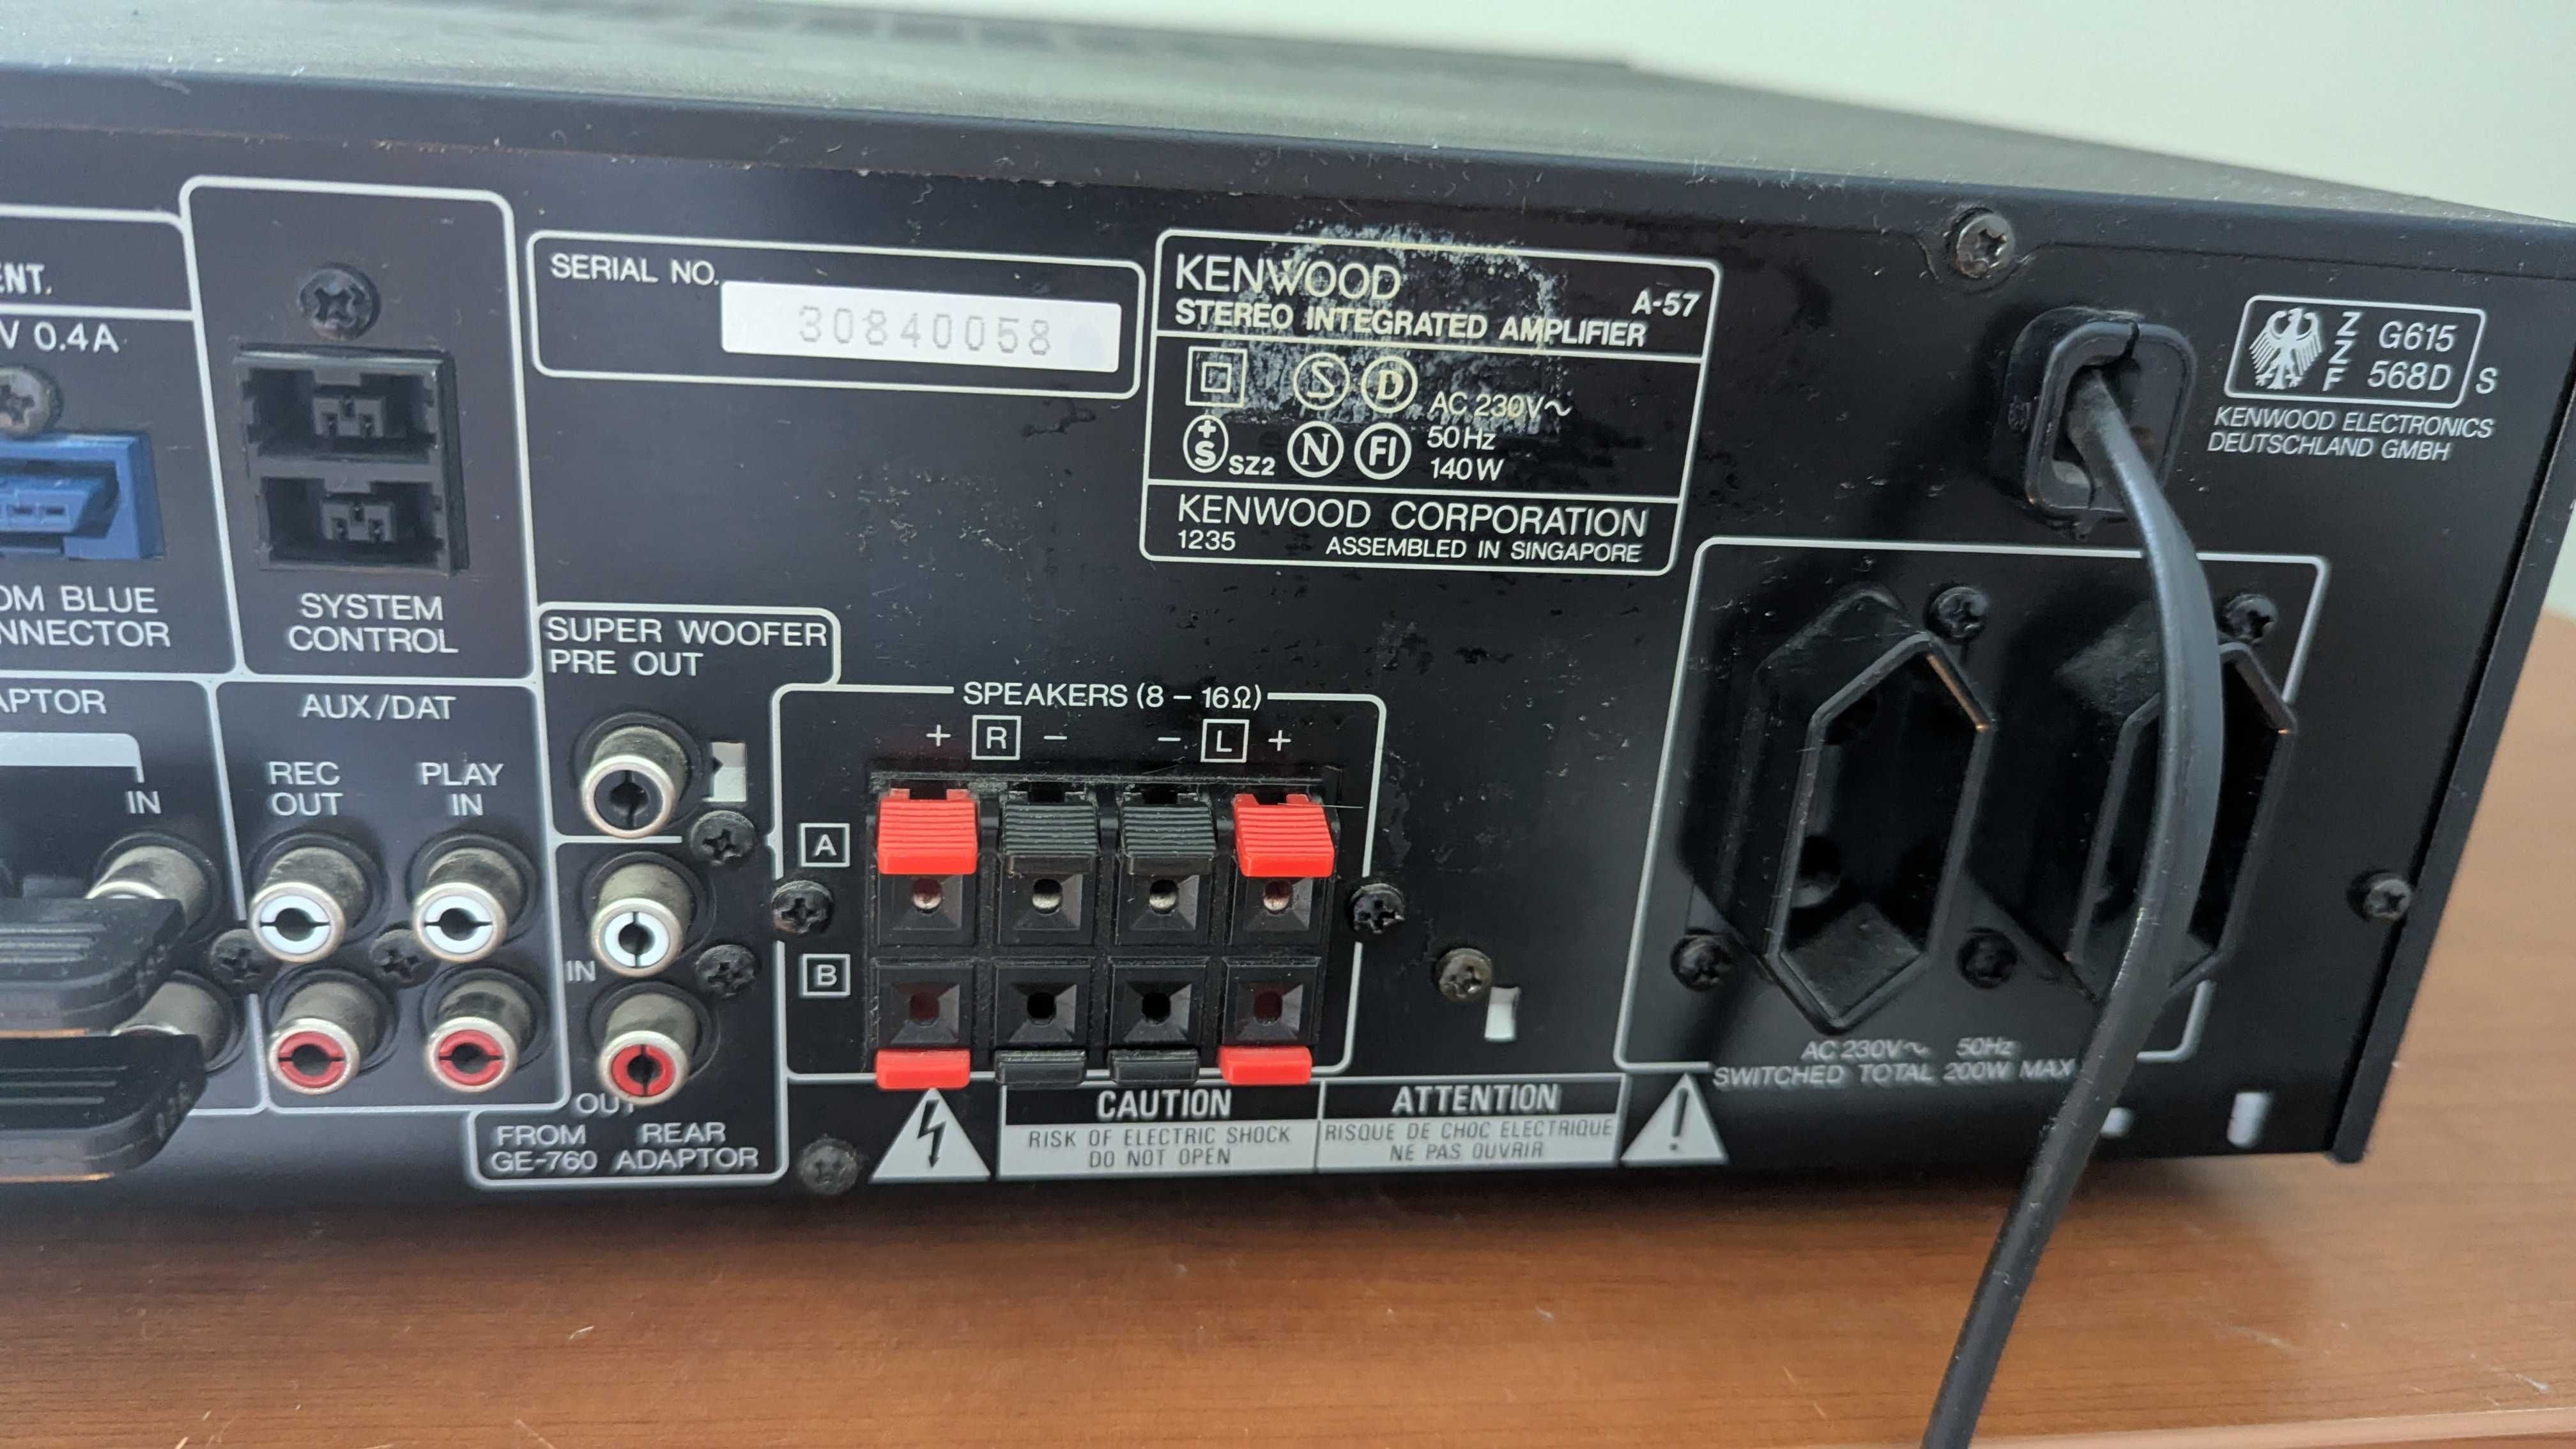 ENT.
V 0.4A
OM BLUE
NNECTOR
SYSTEM
CONTROL
SERIAL NO.
30840058
KENWOOD
STEREO INTEGRATED AMPLIFIER
A-57
S D AC 230V~
50Hz
S SZ2 N FI 140W
KENWOOD CORPORATION
1235 ASSEMBLED IN SINGAPORE
ZZF G615
568D S
KENWOOD ELECTRONICS
DEUTSCHLAND GMBH
APTOR
IN
AUX/DAT
REC
OUT
PLAY
IN
SUPER WOOFER
PRE OUT
IN
OUT
FROM REAR
GE-760 ADAPTOR
SPEAKERS (8 – 16Ω)
+ R − − L +
A
B
AC 230V~ 50Hz
SWITCHED TOTAL 200W MAX
CAUTION
RISK OF ELECTRIC SHOCK
DO NOT OPEN
ATTENTION
RISQUE DE CHOC ELECTRIQUE
NE PAS OUVRIR